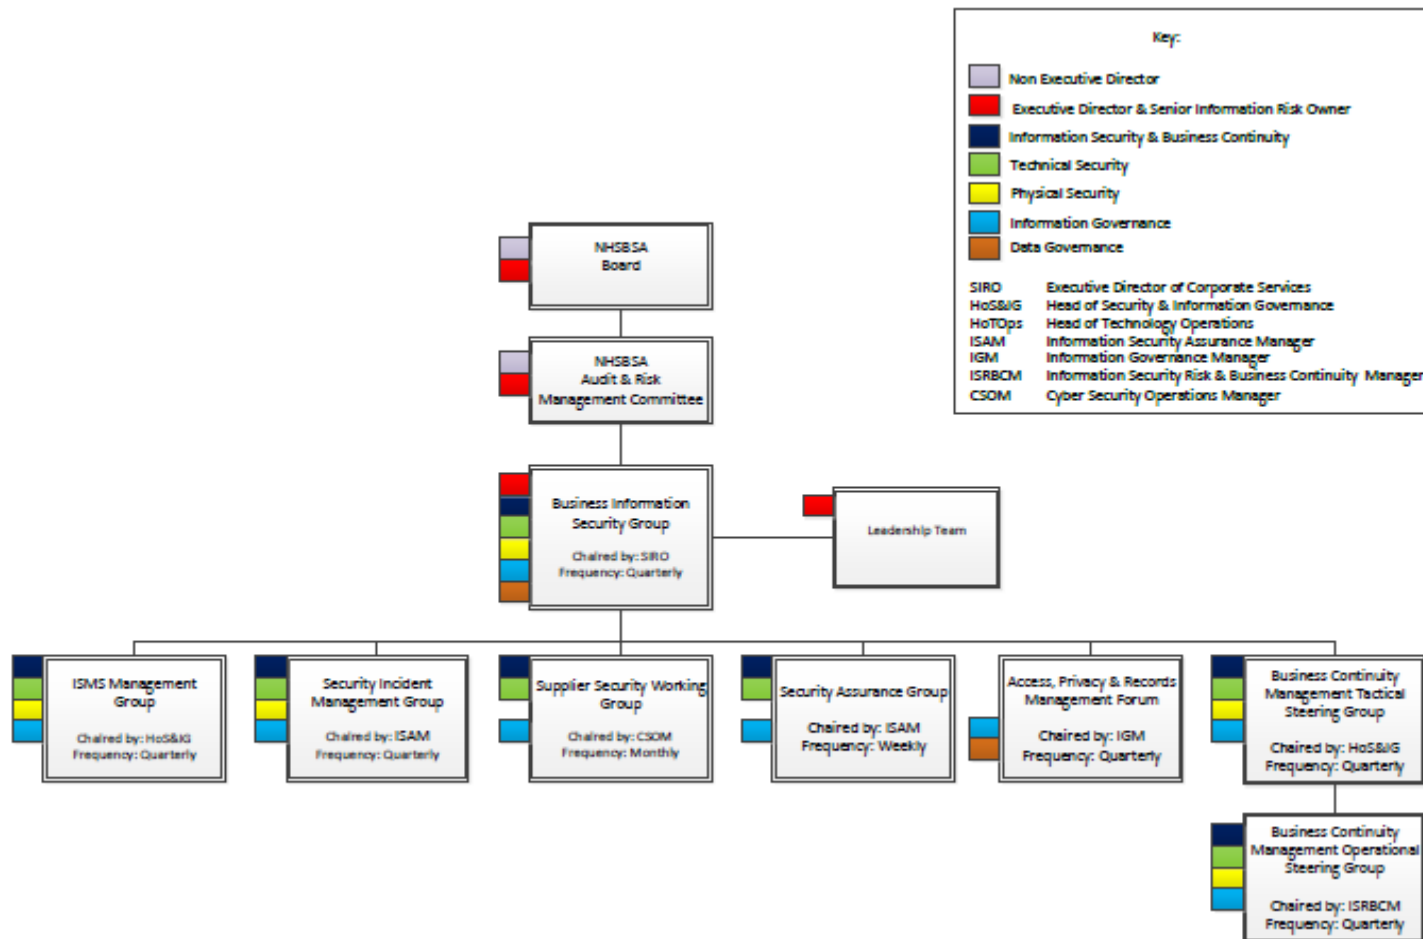 Key:
Non Executive Director
Executive Director & Senior Information Risk Owner
Information Security & Business Continuity
Technical Security
Physical Security
Information Governance
Data Governance
SIRO Executive Director of Corporate Services
HoS&IG Head of Security & Information Governance
HoTOps Head of Technology Operations
ISAM Information Security Assurance Manager
IGM Information Governance Manager
ISRBCM Information Security Risk & Business Continuity Manager
CSOM Cyber Security Operations Manager
NHSBSA
Board
NHSBSA
Audit & Risk
Management Committee
Business Information
Security Group
Chaired by: SIRO
Frequency: Quarterly
Leadership Team
ISMS Management
Group
Chaired by: HoS&IG
Frequency: Quarterly
Security Incident
Management Group
Chaired by: ISAM
Frequency: Quarterly
Supplier Security Working
Group
Chaired by: CSOM
Frequency: Monthly
Security Assurance Group
Chaired by: ISAM
Frequency: Weekly
Access, Privacy & Records
Management Forum
Chaired by: IGM
Frequency: Quarterly
Business Continuity
Management Tactical
Steering Group
Chaired by: HoS&IG
Frequency: Quarterly
Business Continuity
Management Operational
Steering Group
Chaired by: ISRBCM
Frequency: Quarterly